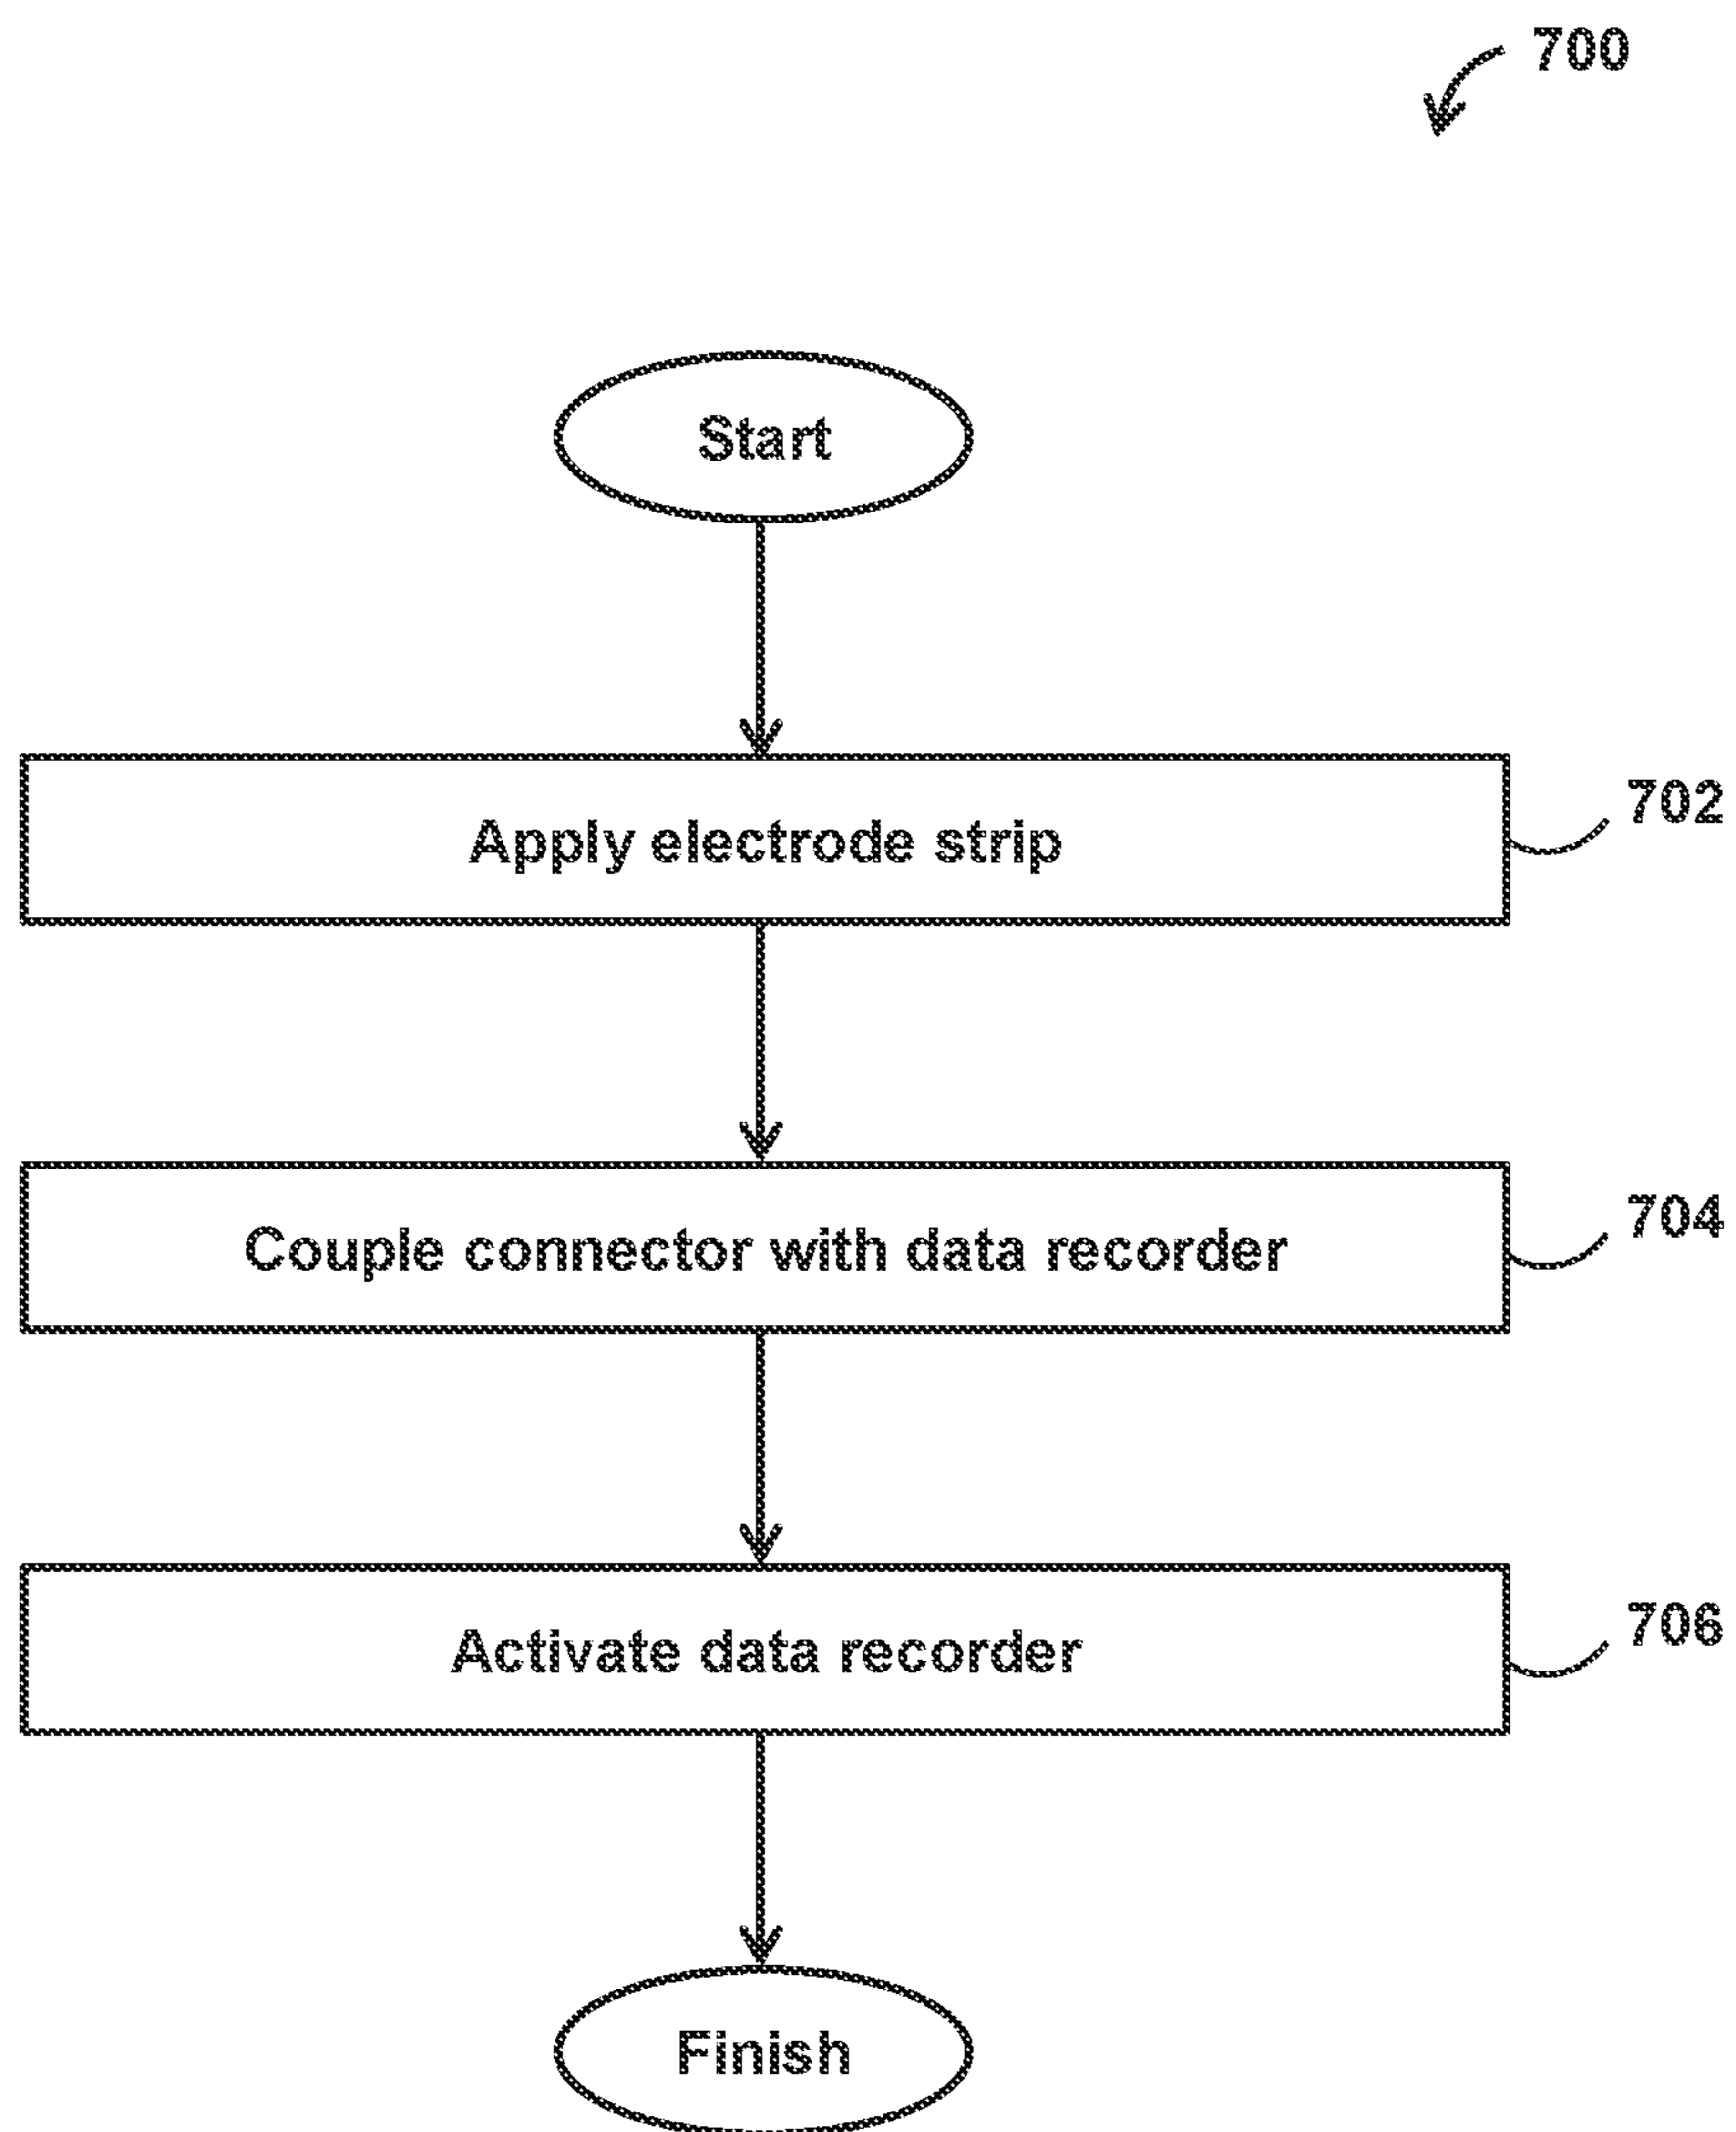 700
Start
Apply electrode strip
702
Couple connector with data recorder
704
Activate data recorder
706
Finish